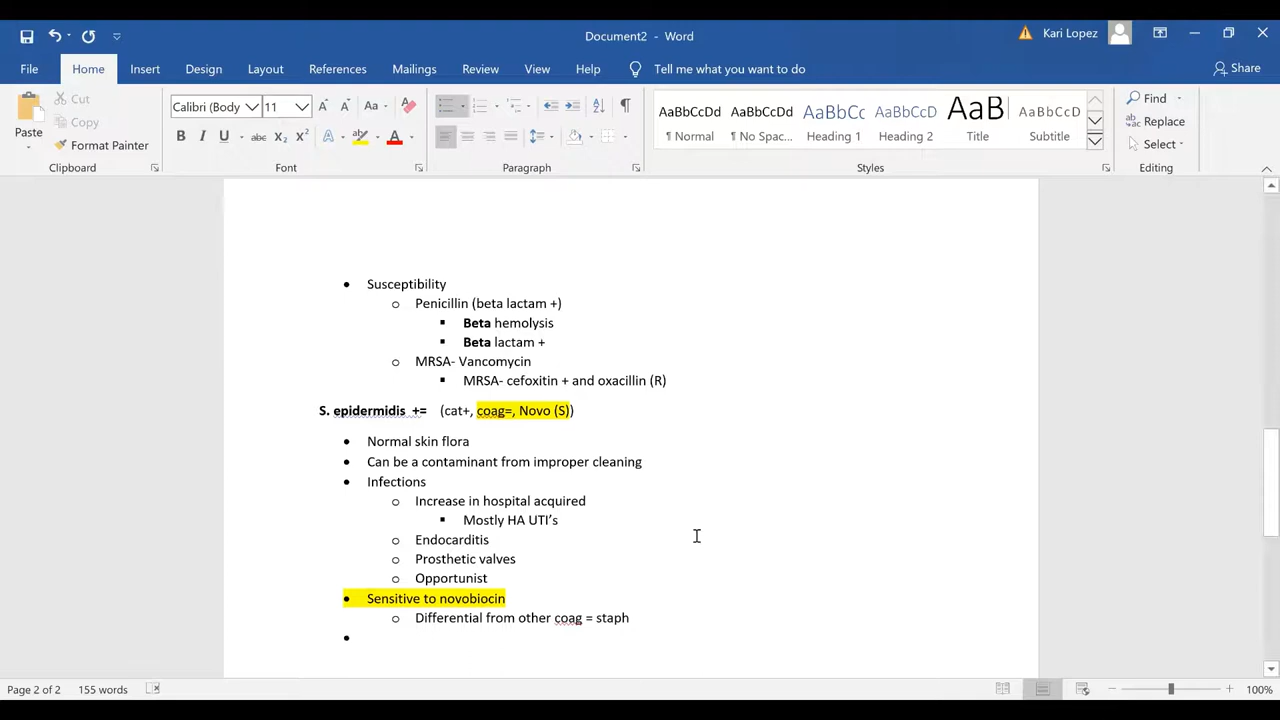 Document2 - Word
Kari Lopez
File Home Insert Design Layout References Mailings Review View Help Tell me what you want to do Share
Paste
Cut
Copy
Format Painter
Clipboard
Calibri (Body 11
Aa
B I U abc X₂ X² A A
Font
Paragraph
AaBbCcDd AaBbCcDd AaBbCc AaBbCcD AaB AaBbCcD
¶ Normal ¶ No Spac... Heading 1 Heading 2 Title Subtitle
Styles
Find
Replace
Select
Editing
• Susceptibility
o Penicillin (beta lactam +)
▪ Beta hemolysis
▪ Beta lactam +
o MRSA- Vancomycin
▪ MRSA- cefoxitin + and oxacillin (R)
S. epidermidis += (cat+, coag=, Novo (S))
• Normal skin flora
• Can be a contaminant from improper cleaning
• Infections
o Increase in hospital acquired
▪ Mostly HA UTI's
o Endocarditis
o Prosthetic valves
o Opportunist
• Sensitive to novobiocin
o Differential from other coag = staph
•
Page 2 of 2 155 words 100%